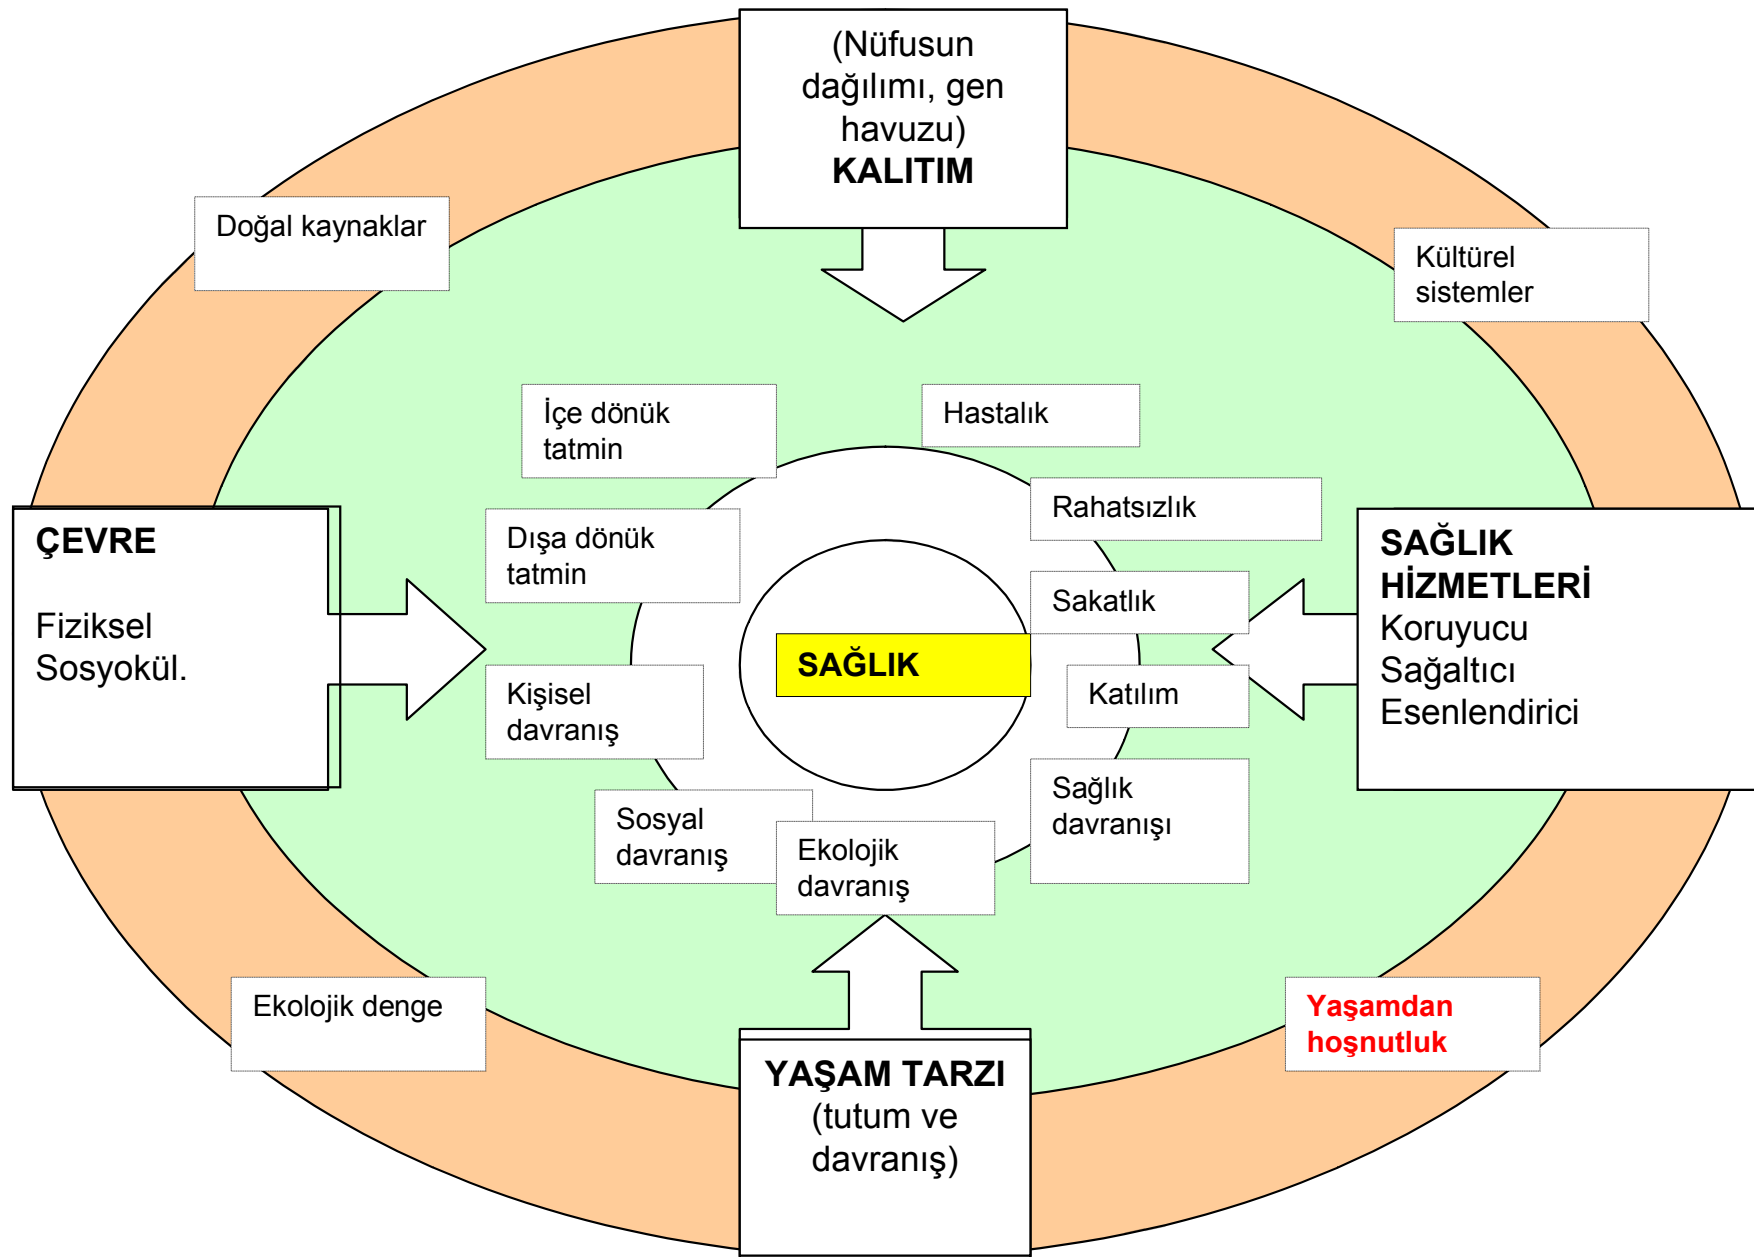 (Nüfusun
dağılımı, gen
havuzu)
KALITIM
Doğal kaynaklar
Kültürel
sistemler
İçe dönük
tatmin
Hastalık
Rahatsızlık
ÇEVRE
Fiziksel
Sosyokül.
Dışa dönük
tatmin
SAĞLIK
HİZMETLERİ
Koruyucu
Sağaltıcı
Esenlendirici
Sakatlık
SAĞLIK
Kişisel
davranış
Katılım
Sağlık
davranışı
Sosyal
davranış
Ekolojik
davranış
Ekolojik denge
Yaşamdan
hoşnutluk
YAŞAM TARZI
(tutum ve
davranış)